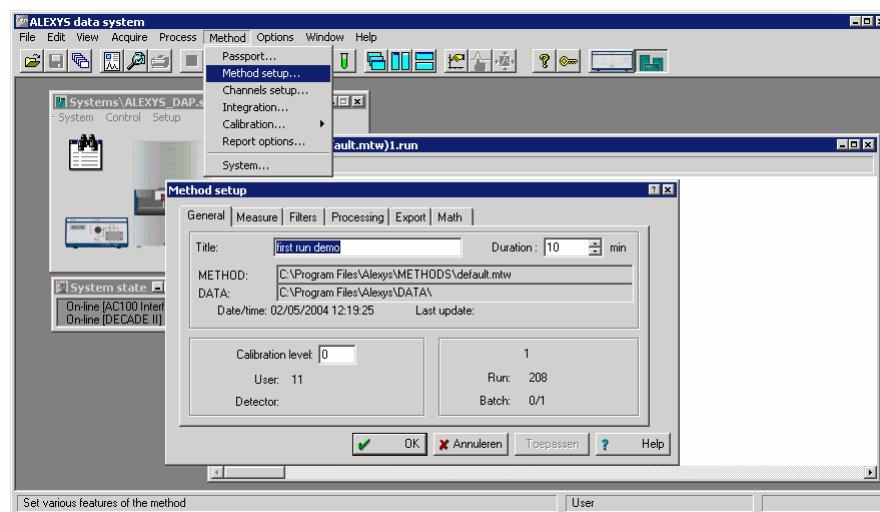 ALEXYS data system
File Edit View Acquire Process Method Options Window Help
Passport...
Method setup...
Channels setup...
Integration...
Calibration...
Report options...
System...
Systems\ALEXYS_DAP.s
System Control Setup
ault.mtw)1.run
Method setup
General Measure Filters Processing Export Math
Title: first run demo Duration : 10 min
METHOD: C:\Program Files\Alexys\METHODS\default.mtw
DATA: C:\Program Files\Alexys\DATA\
Date/time: 02/05/2004 12:19:25 Last update:
Calibration level: 0 1
User: 11 Run: 208
Detector: Batch: 0/1
OK Annuleren Toepassen Help
System state
On-line [AC100 Interf
On-line [DECADE II]
Set various features of the method User